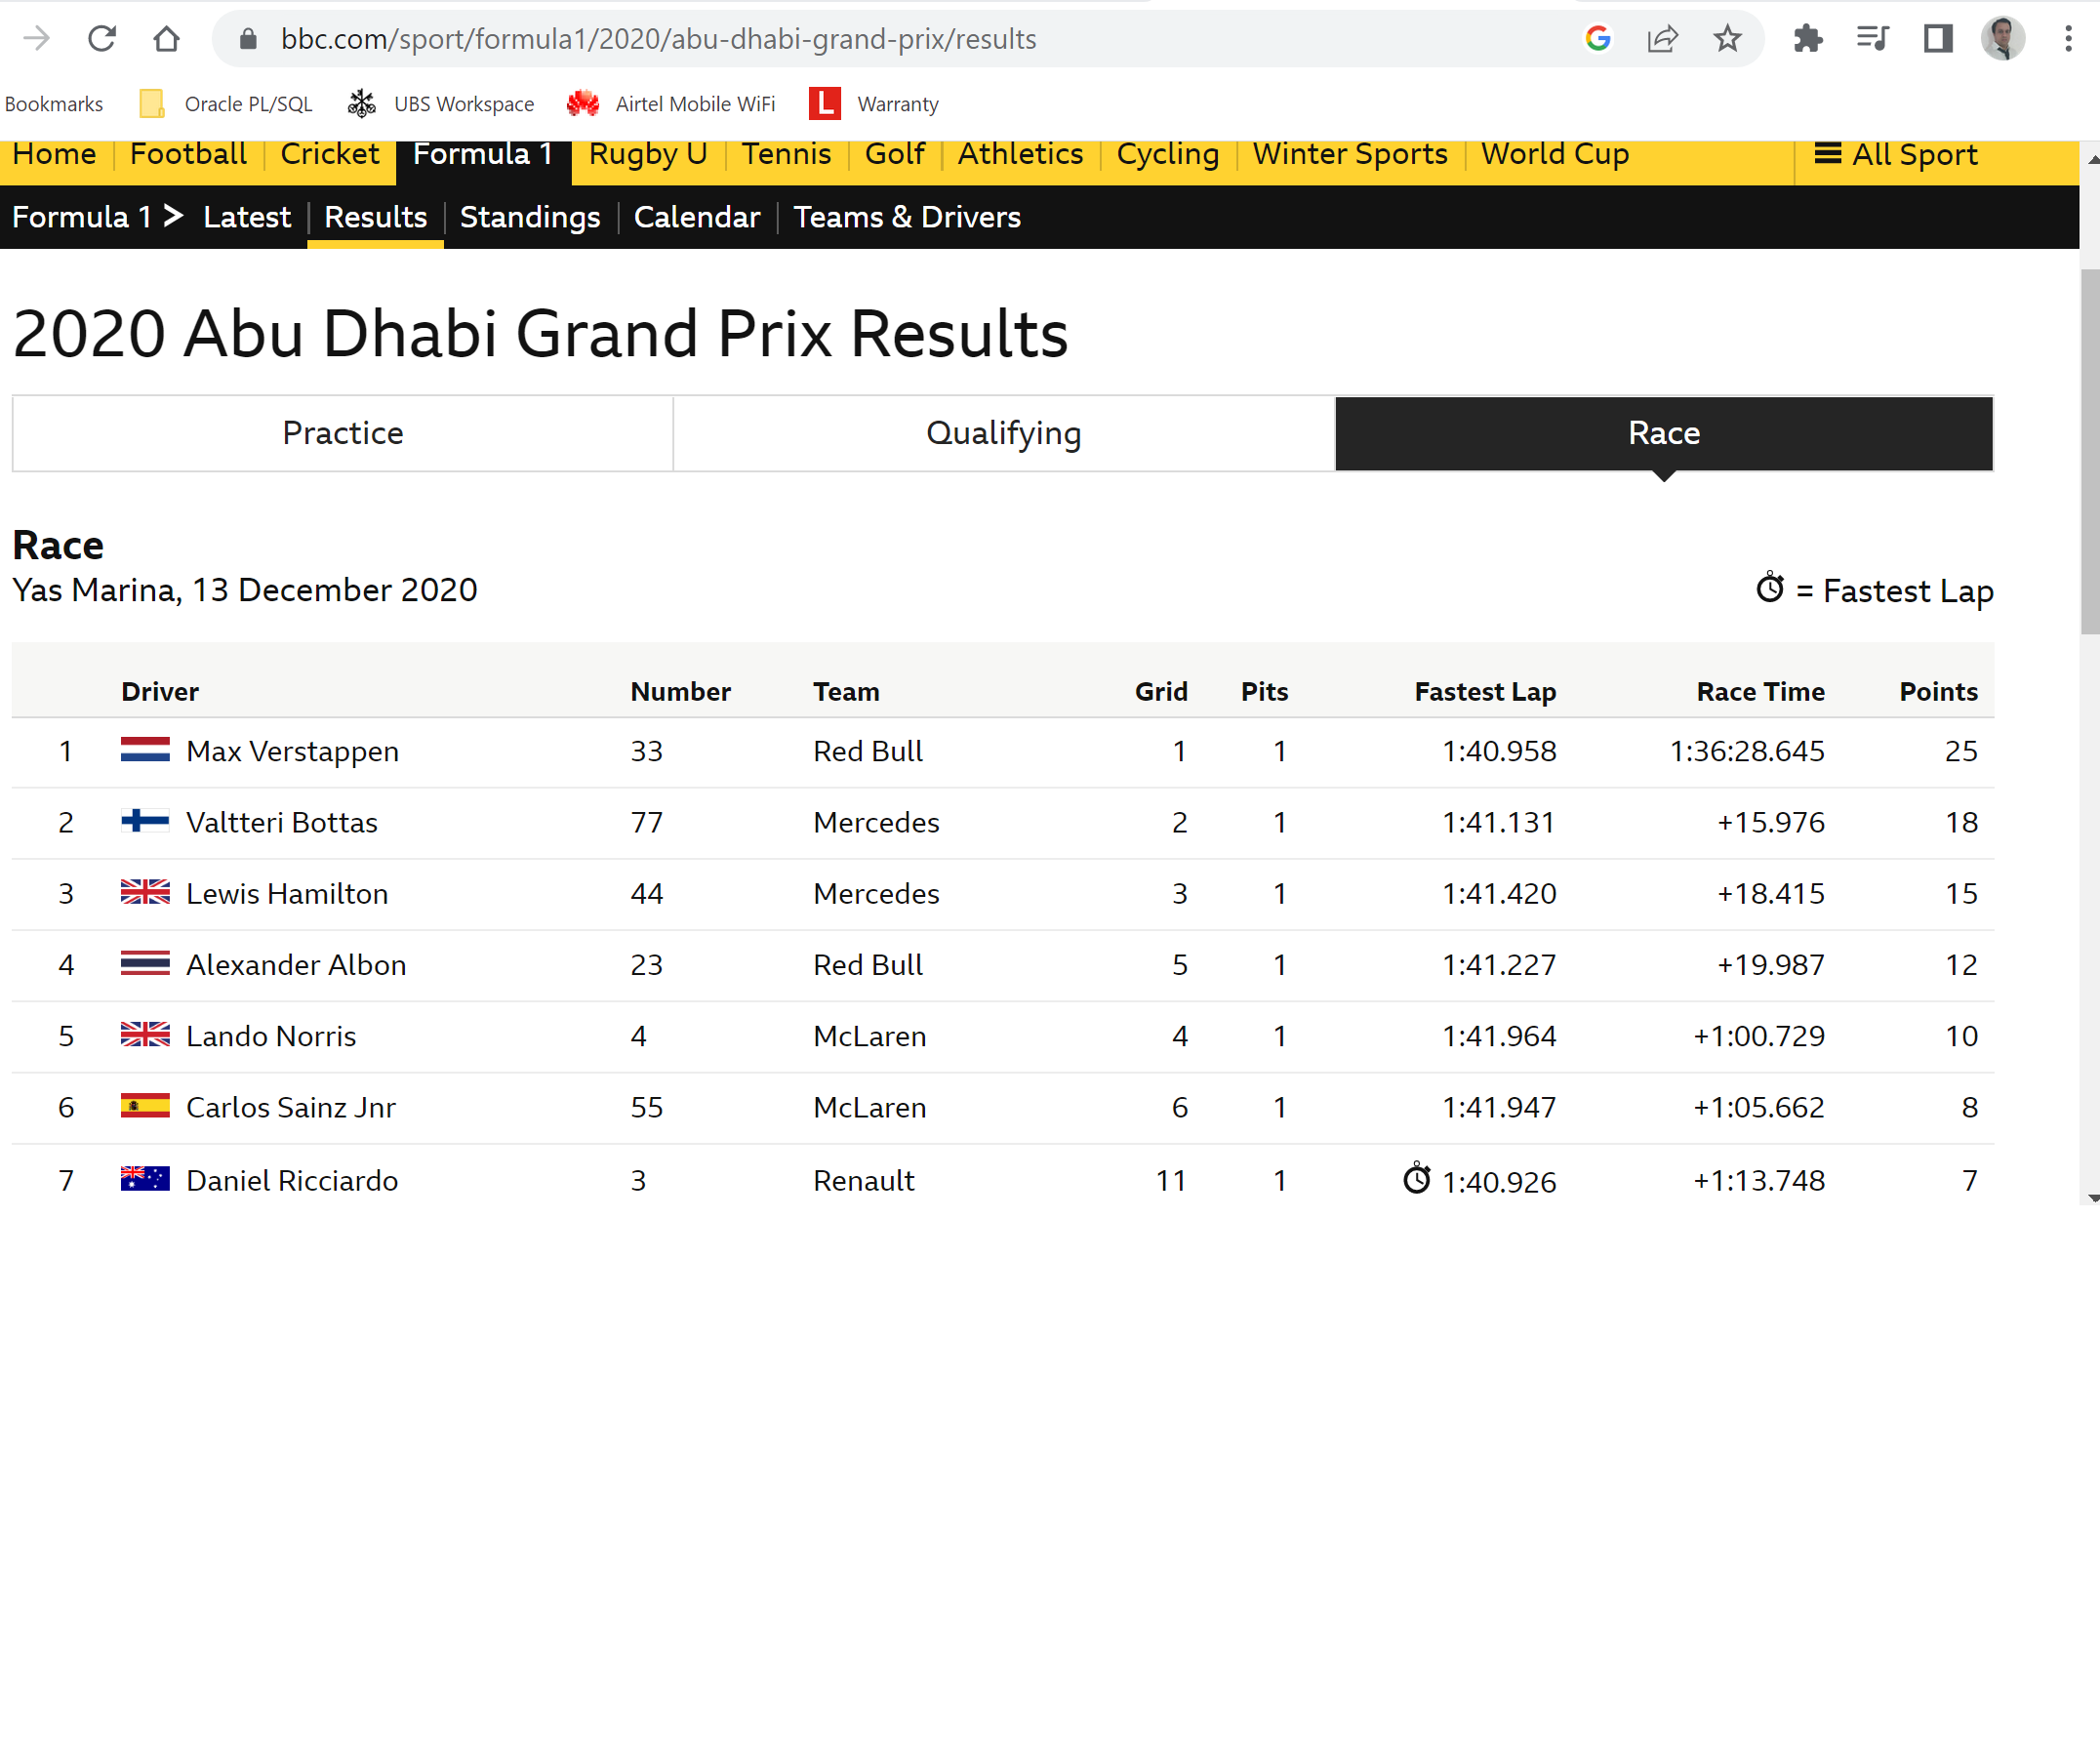 bbc.com/sport/formula1/2020/abu-dhabi-grand-prix/results
Bookmarks Oracle PL/SQL UBS Workspace Airtel Mobile WiFi L Warranty
Home Football Cricket Formula 1 Rugby U Tennis Golf Athletics Cycling Winter Sports World Cup All Sport
Formula 1 > Latest Results Standings Calendar Teams & Drivers
2020 Abu Dhabi Grand Prix Results
Practice Qualifying Race
Race
Yas Marina, 13 December 2020
= Fastest Lap
Driver Number Team Grid Pits Fastest Lap Race Time Points
1 Max Verstappen 33 Red Bull 1 1 1:40.958 1:36:28.645 25
2 Valtteri Bottas 77 Mercedes 2 1 1:41.131 +15.976 18
3 Lewis Hamilton 44 Mercedes 3 1 1:41.420 +18.415 15
4 Alexander Albon 23 Red Bull 5 1 1:41.227 +19.987 12
5 Lando Norris 4 McLaren 4 1 1:41.964 +1:00.729 10
6 Carlos Sainz Jnr 55 McLaren 6 1 1:41.947 +1:05.662 8
7 Daniel Ricciardo 3 Renault 11 1 1:40.926 +1:13.748 7